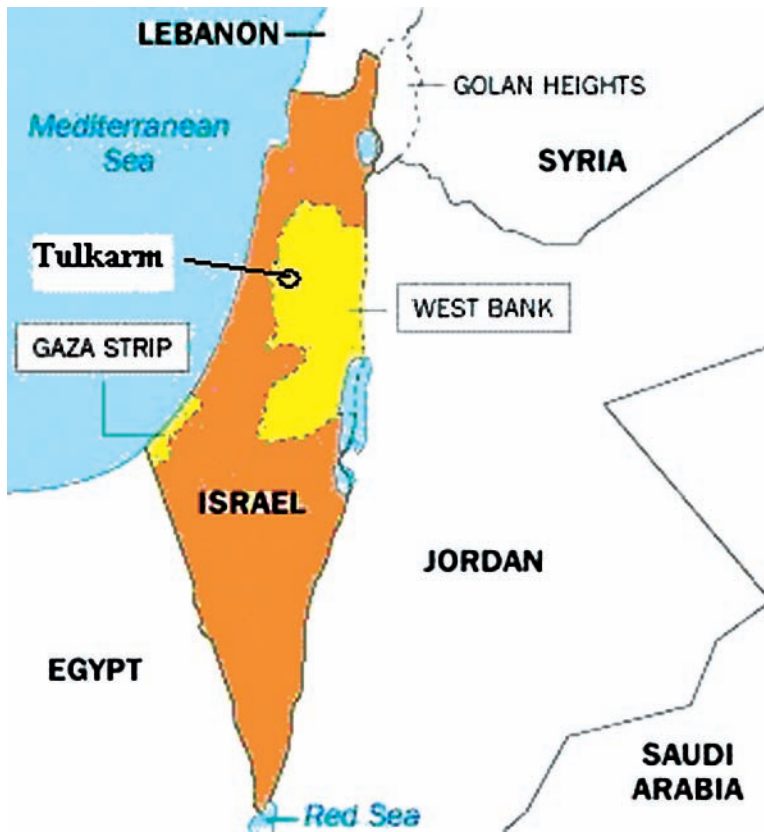 LEBANON
GOLAN HEIGHTS
Mediterranean
Sea
SYRIA
Tulkarm
WEST BANK
GAZA STRIP
ISRAEL
JORDAN
EGYPT
SAUDI
ARABIA
Red Sea